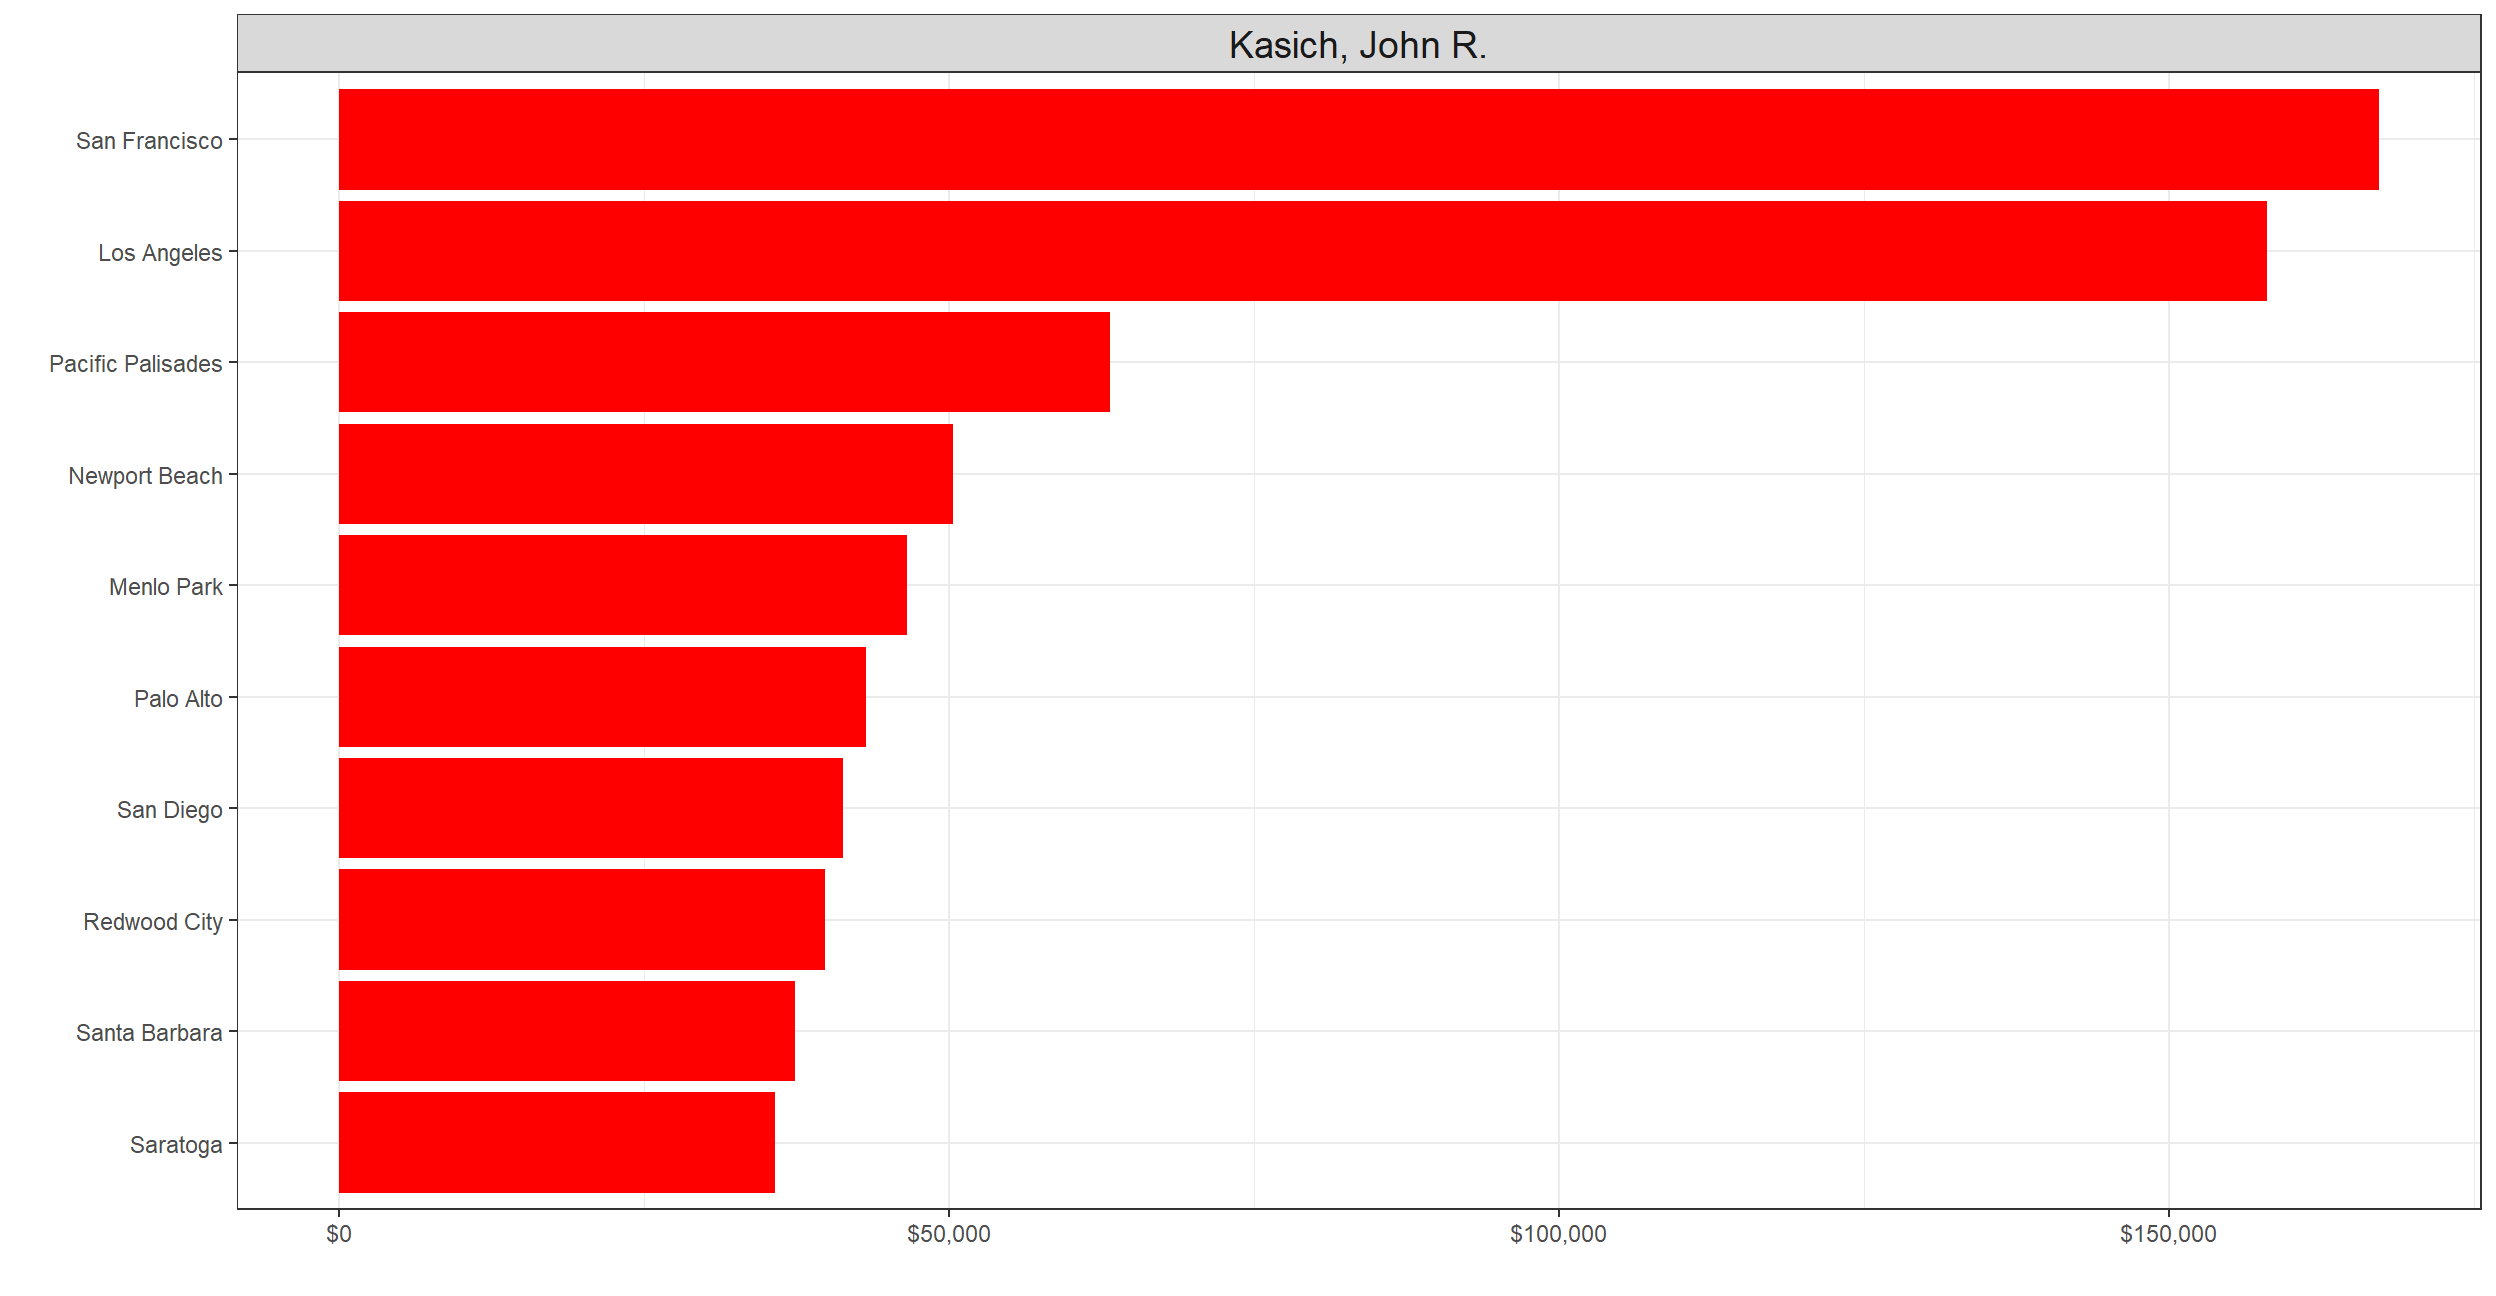 Kasich, John R.
San Francisco
Los Angeles
Pacific Palisades
Newport Beach
Menlo Park
Palo Alto
San Diego
Redwood City
Santa Barbara
Saratoga
$0
$50,000
$100,000
$150,000